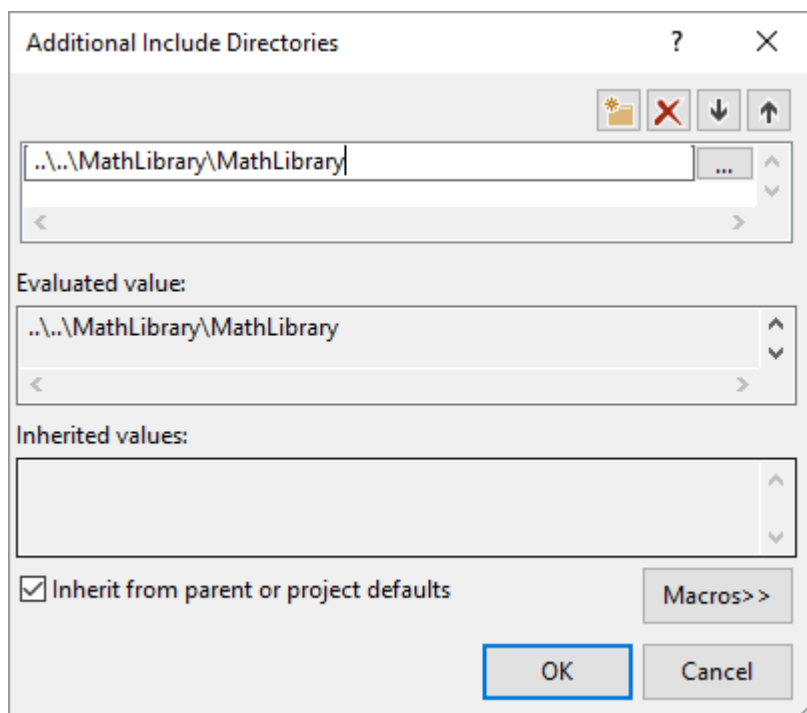 Additional Include Directories
?
..\..\MathLibrary\MathLibrary
...
Evaluated value:
..\..\MathLibrary\MathLibrary
Inherited values:
Inherit from parent or project defaults
Macros>>
OK
Cancel